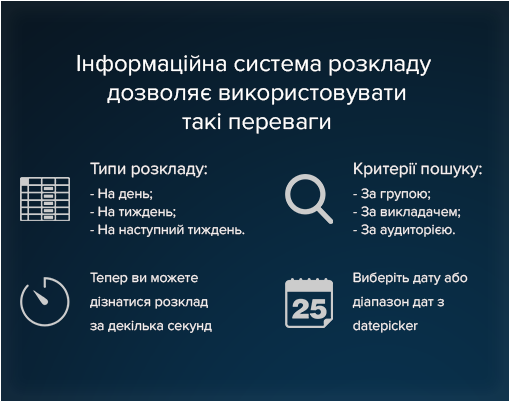 Інформаційна система розкладу
дозволяє використовувати
такі переваги
Типи розкладу:
- На день;
- На тиждень;
- На наступний тиждень.
Критерії пошуку:
- За групою;
- За викладачем;
- За аудиторією.
Тепер ви можете
дізнатися розклад
за декілька секунд
25
Виберіть дату або
діапазон дат з
datepicker